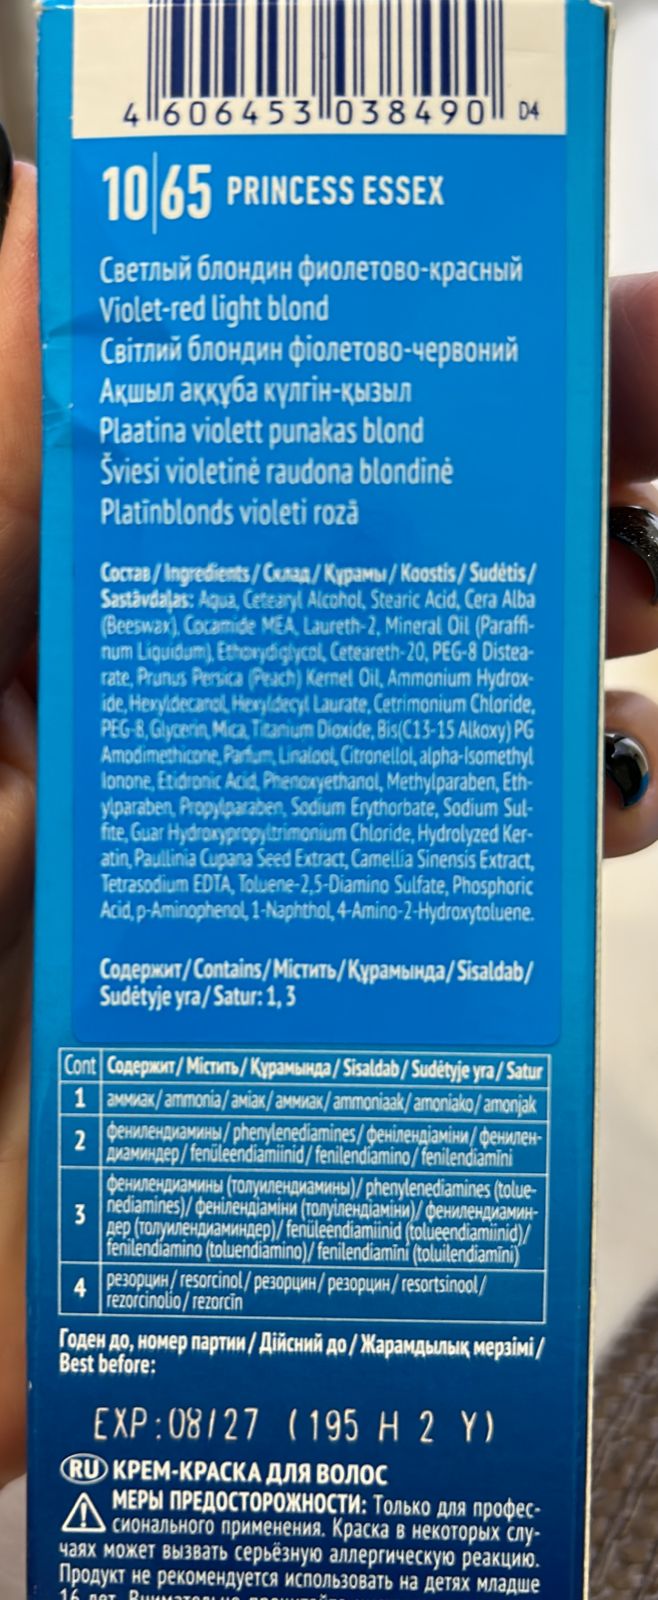 4 606453 038490 D4
10|65 PRINCESS ESSEX
Светлый блондин фиолетово-красный
Violet-red light blond
Світлий блондин фіолетово-червоний
Ақшыл аққұба күлгін-қызыл
Plaatina violett punakas blond
Šviesi violetinė raudona blondinė
Platīnblonds violeti rozā
Состав/Ingredients/Склад/Құрамы/Koostis/Sudėtis/
Sastāvdaļas: Aqua, Cetearyl Alcohol, Stearic Acid, Cera Alba
(Beeswax), Cocamide MEA, Laureth-2, Mineral Oil (Paraffi-
num Liquidum), Ethoxydiglycol, Ceteareth-20, PEG-8 Distea-
rate, Prunus Persica (Peach) Kernel Oil, Ammonium Hydrox-
ide, Hexyldecanol, Hexyldecyl Laurate, Cetrimonium Chloride,
PEG-8, Glycerin, Mica, Titanium Dioxide, Bis(C13-15 Alkoxy) PG
Amodimethicone, Parfum, Linalool, Citronellol, alpha-Isomethyl
Ionone, Etidronic Acid, Phenoxyethanol, Methylparaben, Eth-
ylparaben, Propylparaben, Sodium Erythorbate, Sodium Sul-
fite, Guar Hydroxypropyltrimonium Chloride, Hydrolyzed Ker-
atin, Paullinia Cupana Seed Extract, Camellia Sinensis Extract,
Tetrasodium EDTA, Toluene-2,5-Diamino Sulfate, Phosphoric
Acid, p-Aminophenol, 1-Naphthol, 4-Amino-2-Hydroxytoluene.
Содержит/Contains/Містить/Құрамында/Sisaldab/
Sudėtyje yra/Satur: 1, 3
Cont Содержит/Містить/Құрамында/Sisaldab/Sudėtyje yra/Satur
1 аммиак/ammonia/аміак/аммиак/ammoniaak/amoniako/amonjak
2 фенилендиамины/phenylenediamines/фенілендіаміни/фенилен-
диаминдер/fenüleendiamiinid/fenilendiamino/fenilendiamīni
3 фенилендиамины (толуилендиамины)/phenylenediamines (tolue-
nediamines)/фенілендіаміни (толуілендіаміни)/фенилендиамин-
дер (толуилендиаминдер)/fenüleendiamiinid (tolueendiamiinid)/
fenilendiamino (toluendiamino)/fenilendiamīni (toluilendiamīni)
4 резорцин/resorcinol/резорцин/резорцин/resortsinool/
rezorcinolio/rezorcīn
Годен до, номер партии/Дійсний до/Жарамдылық мерзімі/
Best before:
EXP:08/27 (195 H 2 Y)
RU КРЕМ-КРАСКА ДЛЯ ВОЛОС
МЕРЫ ПРЕДОСТОРОЖНОСТИ: Только для профес-
сионального применения. Краска в некоторых слу-
чаях может вызвать серьёзную аллергическую реакцию.
Продукт не рекомендуется использовать на детях младше
16 лет. Внимательно